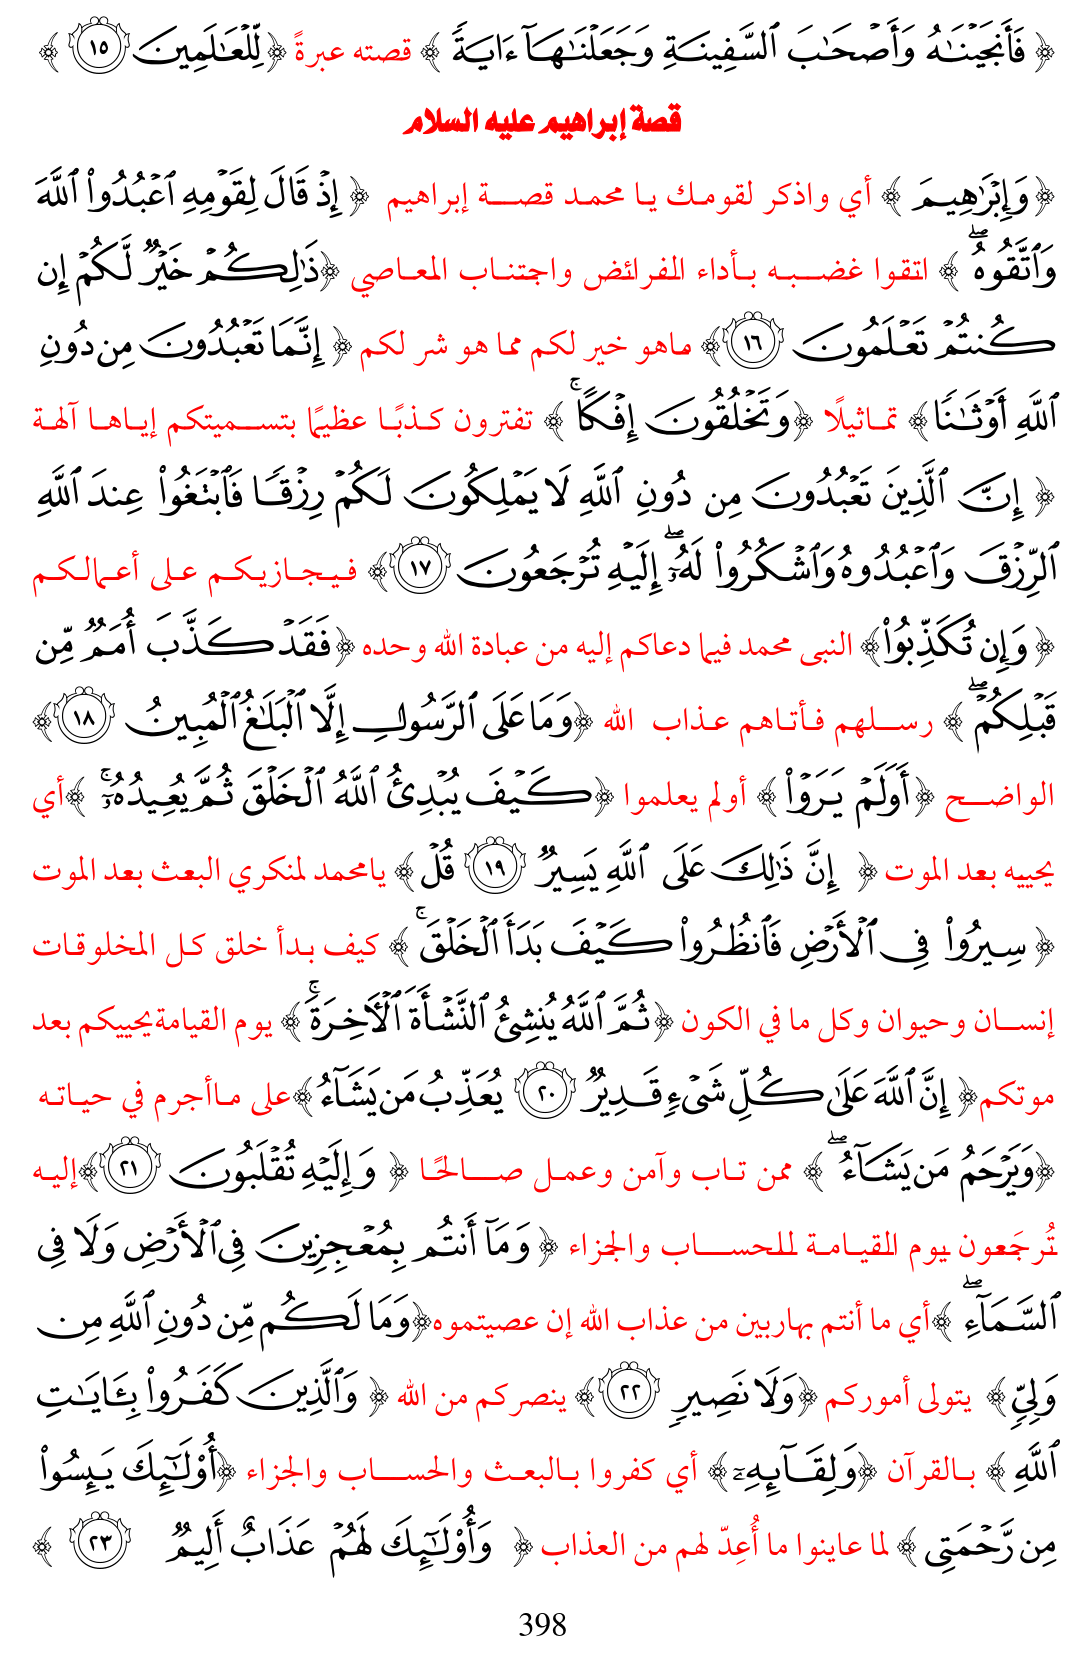 ﴿ فَأَنجَيْنَٰهُ وَأَصْحَٰبَ ٱلسَّفِينَةِ وَجَعَلْنَٰهَآ ءَايَةً ﴾ قصته عبرةً ﴿لِّلْعَٰلَمِينَ ١٥ ﴾
قصة إبراهيم عليه السلام
﴿وَإِبْرَٰهِيمَ ﴾ أي واذكر لقومك يا محمد قصة إبراهيم ﴿ إِذْ قَالَ لِقَوْمِهِ ٱعْبُدُوا۟ ٱللَّهَ
وَٱتَّقُوهُ ۖ ﴾ اتقوا غضبه بأداء الفرائض واجتناب المعاصي ﴿ذَٰلِكُمْ خَيْرٌ لَّكُمْ إِن
كُنتُمْ تَعْلَمُونَ ١٦﴾ ماهو خير لكم مما هو شر لكم ﴿ إِنَّمَا تَعْبُدُونَ مِن دُونِ
ٱللَّهِ أَوْثَٰنًا﴾ تماثيلًا ﴿وَتَخْلُقُونَ إِفْكًا ۚ ﴾ تفترون كذبًا عظيمًا بتسميتكم إياها آلهة
﴿ إِنَّ ٱلَّذِينَ تَعْبُدُونَ مِن دُونِ ٱللَّهِ لَا يَمْلِكُونَ لَكُمْ رِزْقًا فَٱبْتَغُوا۟ عِندَ ٱللَّهِ
ٱلرِّزْقَ وَٱعْبُدُوهُ وَٱشْكُرُوا۟ لَهُۥٓ ۖ إِلَيْهِ تُرْجَعُونَ ١٧﴾ فيجازيكم على أعمالكم
﴿وَإِن تُكَذِّبُوا۟﴾ النبى محمد فيما دعاكم إليه من عبادة الله وحده ﴿فَقَدْ كَذَّبَ أُمَمٌ مِّن
قَبْلِكُمْ ۖ ﴾ رسلهم فأتاهم عذاب الله ﴿وَمَا عَلَى ٱلرَّسُولِ إِلَّا ٱلْبَلَٰغُ ٱلْمُبِينُ ١٨﴾
الواضح ﴿أَوَلَمْ يَرَوْا۟ ﴾ أولم يعلموا ﴿كَيْفَ يُبْدِئُ ٱللَّهُ ٱلْخَلْقَ ثُمَّ يُعِيدُهُۥٓ ۚ ﴾أي
يحييه بعد الموت ﴿ إِنَّ ذَٰلِكَ عَلَى ٱللَّهِ يَسِيرٌ ١٩ قُلْ ﴾ يامحمد لمنكري البعث بعد الموت
﴿ سِيرُوا۟ فِى ٱلْأَرْضِ فَٱنظُرُوا۟ كَيْفَ بَدَأَ ٱلْخَلْقَ ۚ ﴾ كيف بدأ خلق كل المخلوقات
إنسان وحيوان وكل ما في الكون ﴿ثُمَّ ٱللَّهُ يُنشِئُ ٱلنَّشْأَةَ ٱلْءَاخِرَةَ ۚ ﴾ يوم القيامة يحييكم بعد
موتكم﴿ إِنَّ ٱللَّهَ عَلَىٰ كُلِّ شَىْءٍ قَدِيرٌ ٢٠ يُعَذِّبُ مَن يَشَآءُ ﴾على ماأجرم في حياته
﴿وَيَرْحَمُ مَن يَشَآءُ ۖ ﴾ ممن تاب وآمن وعمل صالحًا ﴿ وَإِلَيْهِ تُقْلَبُونَ ٢١﴾إليه
تُرجَعون يوم القيامة للحساب والجزاء ﴿ وَمَآ أَنتُم بِمُعْجِزِينَ فِى ٱلْأَرْضِ وَلَا فِى
ٱلسَّمَآءِ ۖ ﴾أي ما أنتم بهاربين من عذاب الله إن عصيتموه﴿وَمَا لَكُم مِّن دُونِ ٱللَّهِ مِن
وَلِىٍّ﴾ يتولى أموركم ﴿وَلَا نَصِيرٍ ٢٢﴾ ينصركم من الله ﴿ وَٱلَّذِينَ كَفَرُوا۟ بِـَٔايَٰتِ
ٱللَّهِ ﴾ بالقرآن ﴿وَلِقَآئِهِۦٓ﴾ أي كفروا بالبعث والحساب والجزاء ﴿أُو۟لَٰٓئِكَ يَئِسُوا۟
مِن رَّحْمَتِى ﴾ لما عاينوا ما أُعِدّ لهم من العذاب ﴿ وَأُو۟لَٰٓئِكَ لَهُمْ عَذَابٌ أَلِيمٌ ٢٣ ﴾
398